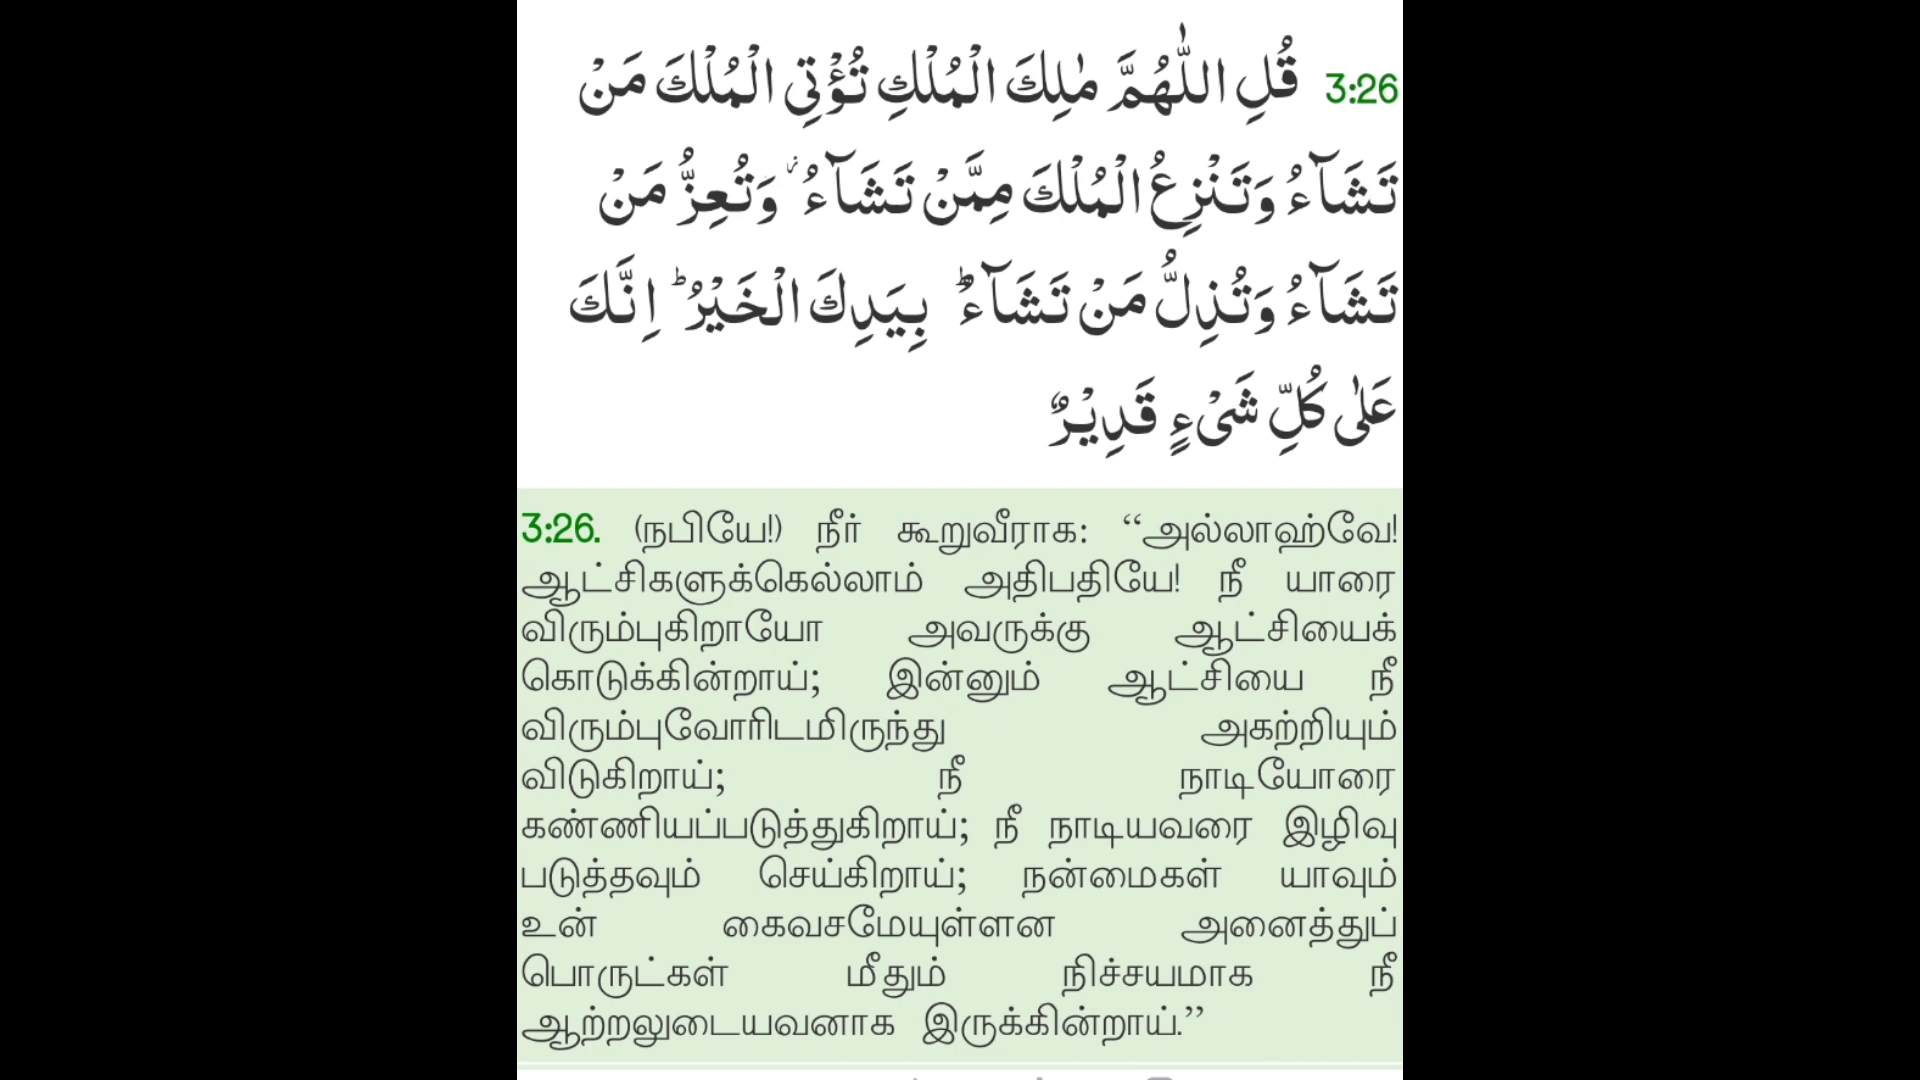 3:26 قُلِ اللّٰهُمَّ مٰلِكَ الْمُلْكِ تُؤْتِى الْمُلْكَ مَنْ
تَشَآءُ وَتَنْزِعُ الْمُلْكَ مِمَّنْ تَشَآءُ ۡ وَتُعِزُّ مَنْ
تَشَآءُ وَتُذِلُّ مَنْ تَشَآءُ‌ ؕ بِيَدِكَ الْخَيْرُ‌ ؕ اِنَّكَ
عَلٰى كُلِّ شَىْءٍ قَدِيْرٌ
3:26. (நபியே!) நீர் கூறுவீராக: “அல்லாஹ்வே!
ஆட்சிகளுக்கெல்லாம் அதிபதியே! நீ யாரை
விரும்புகிறாயோ அவருக்கு ஆட்சியைக்
கொடுக்கின்றாய்; இன்னும் ஆட்சியை நீ
விரும்புவோரிடமிருந்து அகற்றியும்
விடுகிறாய்; நீ நாடியோரை
கண்ணியப்படுத்துகிறாய்; நீ நாடியவரை இழிவு
படுத்தவும் செய்கிறாய்; நன்மைகள் யாவும்
உன் கைவசமேயுள்ளன அனைத்துப்
பொருட்கள் மீதும் நிச்சயமாக நீ
ஆற்றலுடையவனாக இருக்கின்றாய்.”